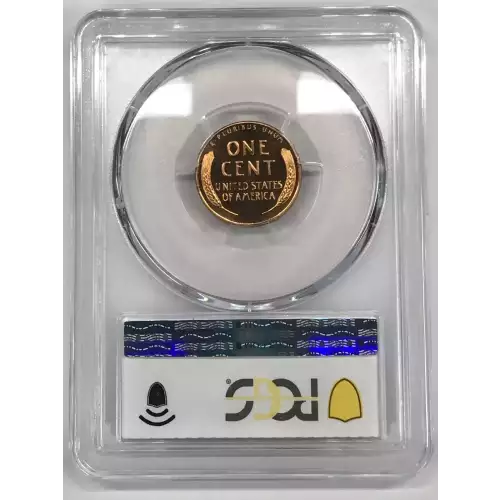 E PLURIBUS UNUM
ONE
CENT
UNITED STATES
OF AMERICA
PCGS